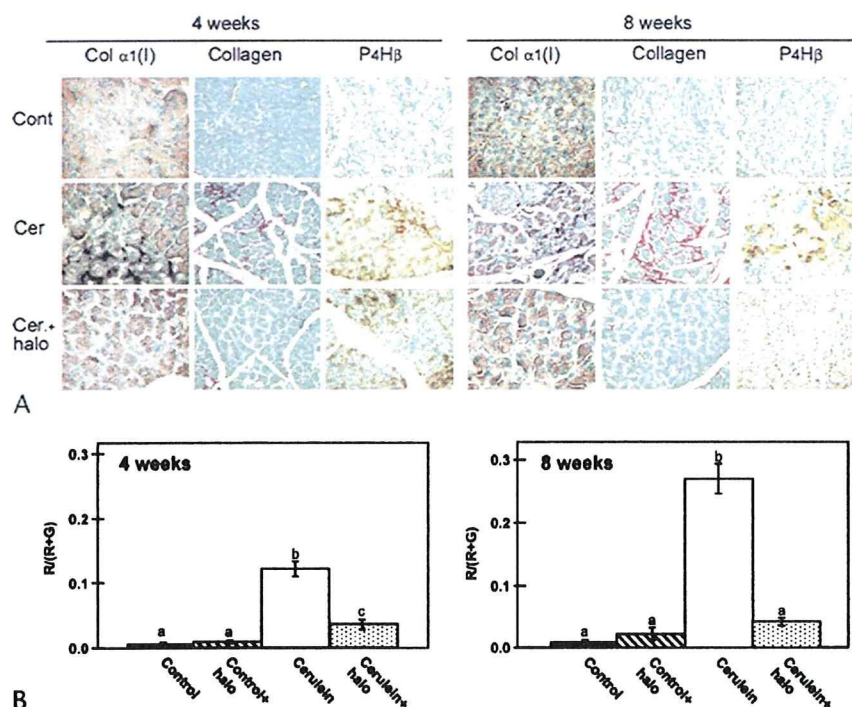 4 weeks 8 weeks
Col α1(I) Collagen P4Hβ Col α1(I) Collagen P4Hβ
Cont
Cer
Cer.+
halo
A
4 weeks
R/(R+G)
0.3
0.2
0.1
0.0
a
a
b
c
Control
Control+
halo
Cerulein
Cerulein+
halo
8 weeks
R/(R+G)
0.3
0.2
0.1
0.0
a
a
b
a
Control
Control+
halo
Cerulein
Cerulein+
halo
B